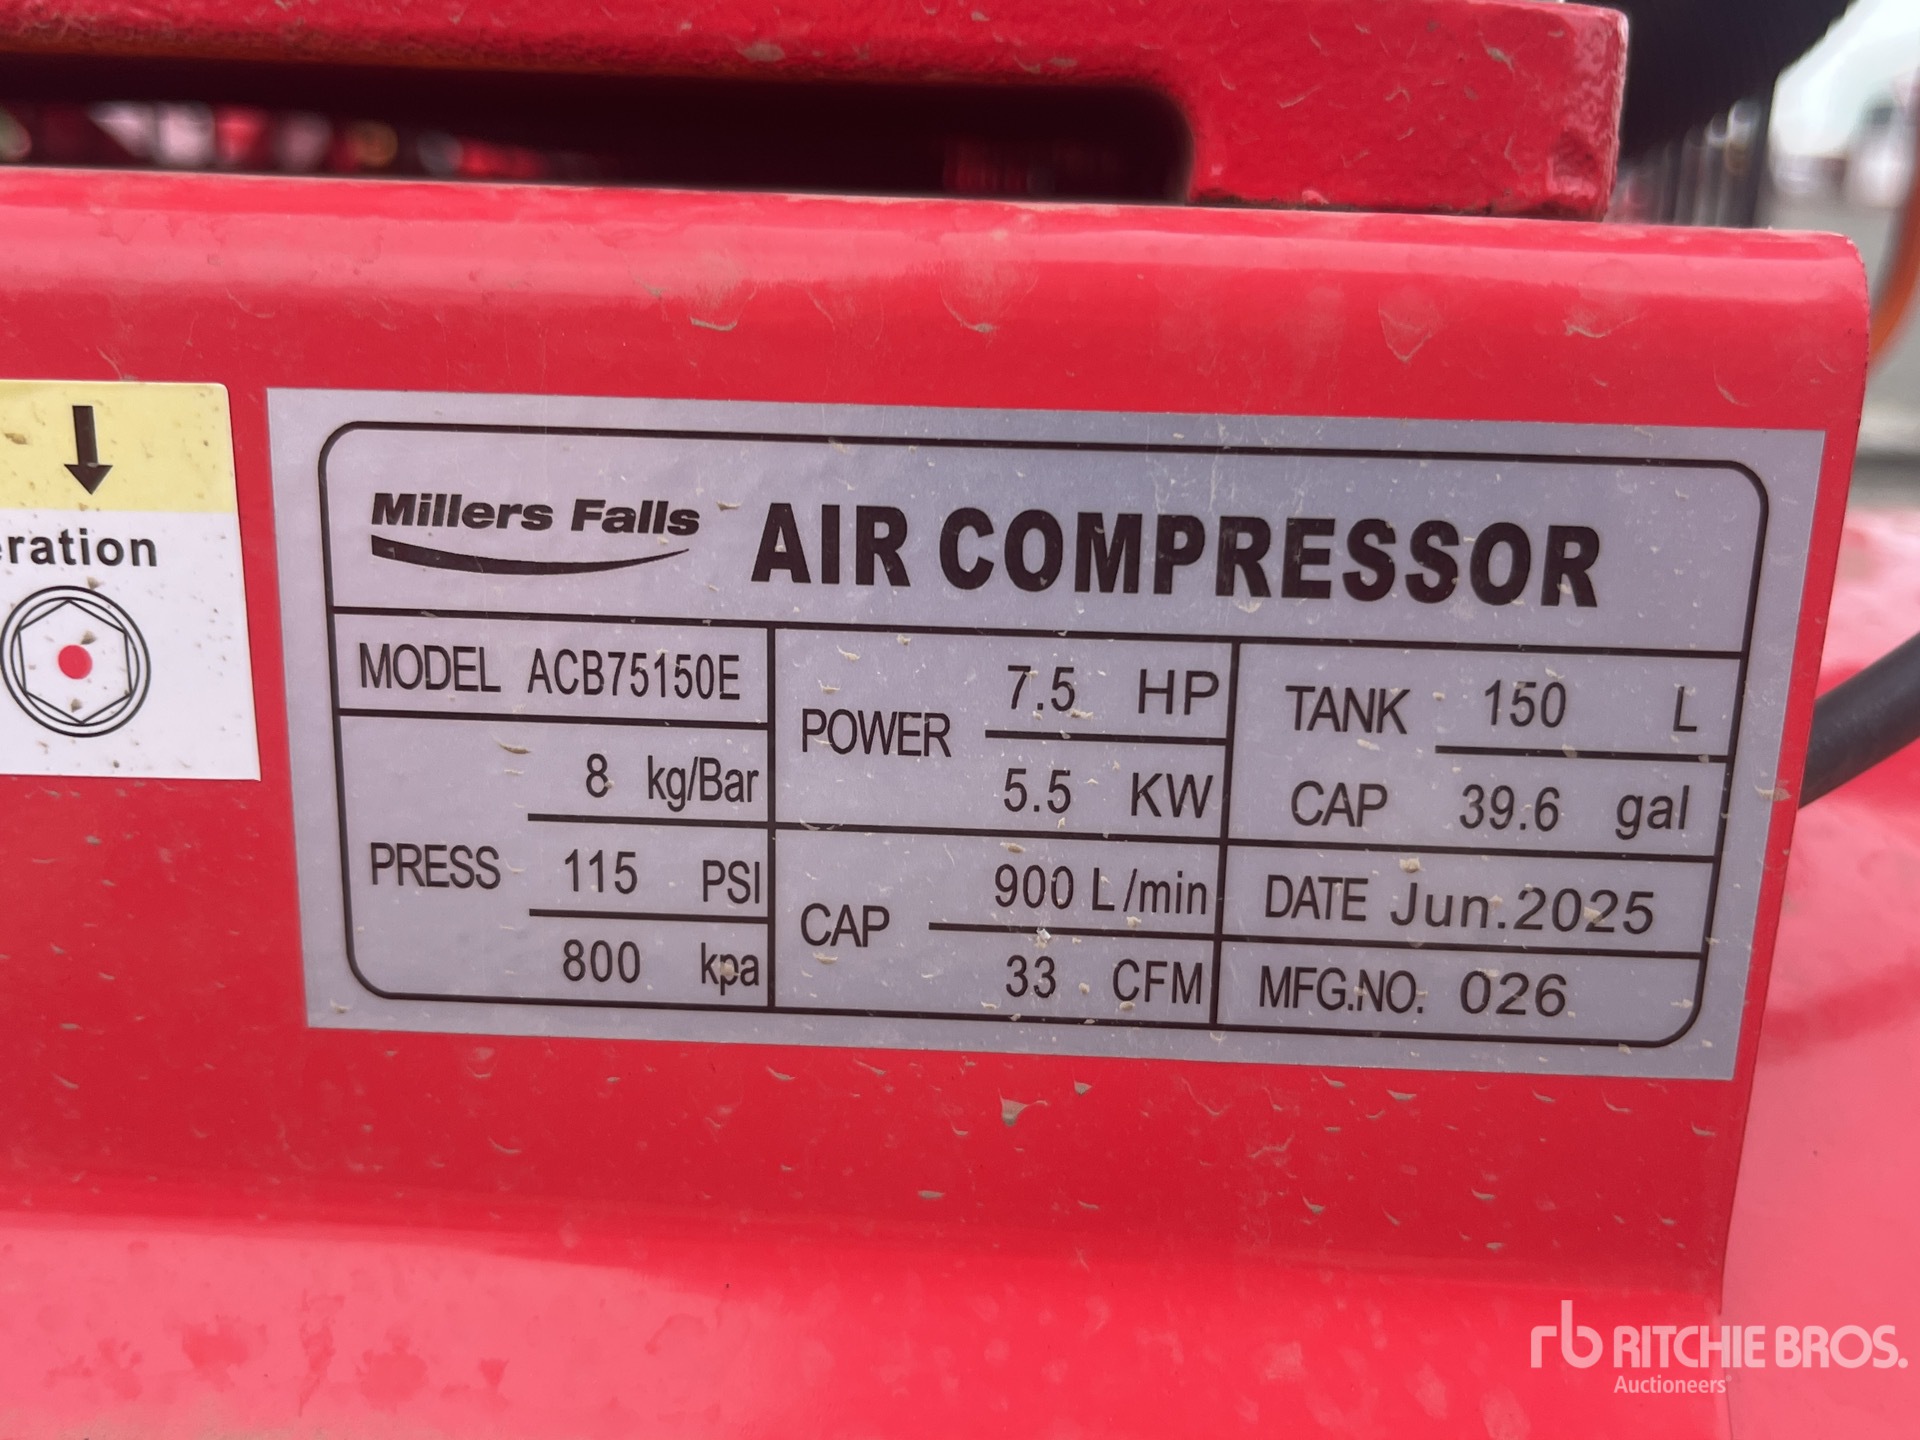 Millers Falls AIR COMPRESSOR
MODEL ACB75150E
PRESS
8 kg/Bar
115 PSI
800 kpa
POWER
7.5 HP
5.5 KW
CAP
900 L/min
33 CFM
TANK CAP
150 L
39.6 gal
DATE Jun.2025
MFG.NO. 026
eration
rb RITCHIE BROS.
Auctioneers